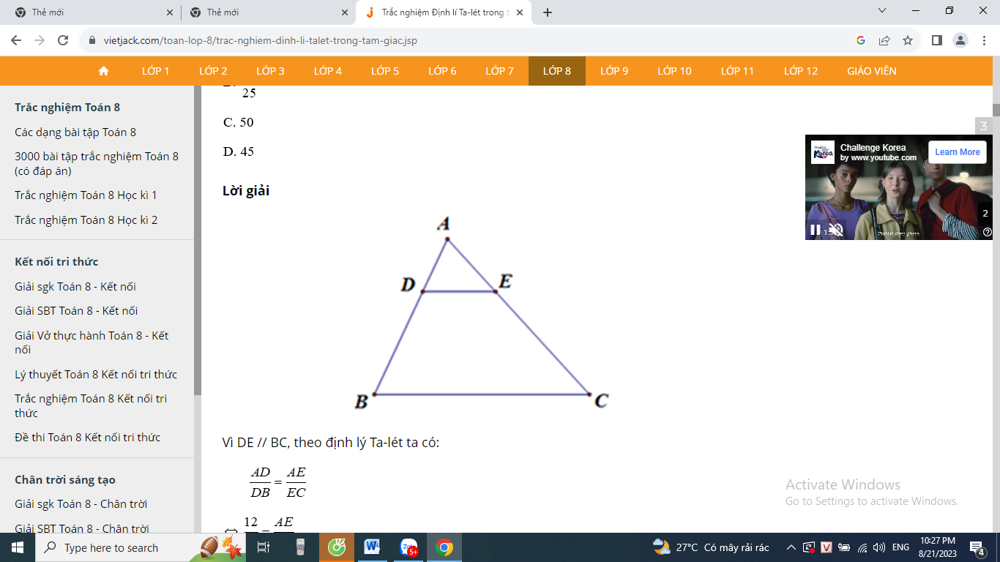 Thẻ mới
Thẻ mới
Trắc nghiệm Định lí Ta-lét trong t
vietjack.com/toan-lop-8/trac-nghiem-dinh-li-talet-trong-tam-giac.jsp
LỚP 1 LỚP 2 LỚP 3 LỚP 4 LỚP 5 LỚP 6 LỚP 7 LỚP 8 LỚP 9 LỚP 10 LỚP 11 LỚP 12 GIÁO VIÊN
Trắc nghiệm Toán 8
Các dạng bài tập Toán 8
3000 bài tập trắc nghiệm Toán 8
(có đáp án)
Trắc nghiệm Toán 8 Học kì 1
Trắc nghiệm Toán 8 Học kì 2
Kết nối tri thức
Giải sgk Toán 8 - Kết nối
Giải SBT Toán 8 - Kết nối
Giải Vở thực hành Toán 8 - Kết
nối
Lý thuyết Toán 8 Kết nối tri thức
Trắc nghiệm Toán 8 Kết nối tri
thức
Đề thi Toán 8 Kết nối tri thức
Chân trời sáng tạo
Giải sgk Toán 8 - Chân trời
Giải SBT Toán 8 - Chân trời
25
C. 50
D. 45
Lời giải
A
D
E
B
C
Vì DE // BC, theo định lý Ta-lét ta có:
AD/DB = AE/EC
⇔ 12 = AE
3
Challenge Korea
by www.youtube.com
Learn More
Korea
2
Activate Windows
Go to Settings to activate Windows.
Type here to search
5+
27°C Có mây rải rác
ENG
10:27 PM
8/21/2023
4